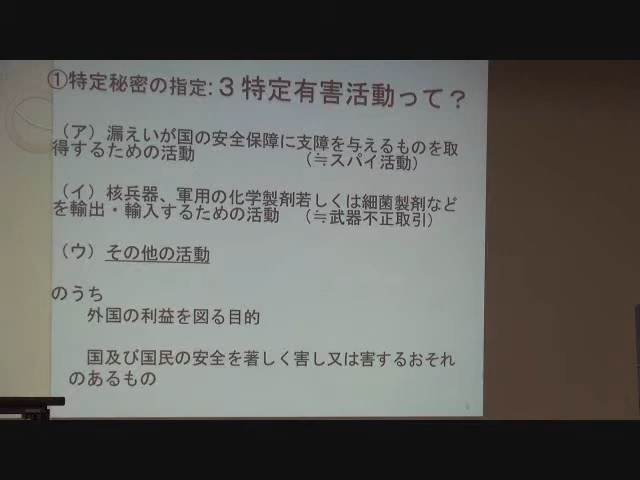 ①特定秘密の指定:３特定有害活動って？
（ア）漏えいが国の安全保障に支障を与えるものを取
得するための活動　（≒スパイ活動）
（イ）核兵器、軍用の化学製剤若しくは細菌製剤など
を輸出・輸入するための活動　（≒武器不正取引）
（ウ）その他の活動
のうち
外国の利益を図る目的
国及び国民の安全を著しく害し又は害するおそれ
のあるもの